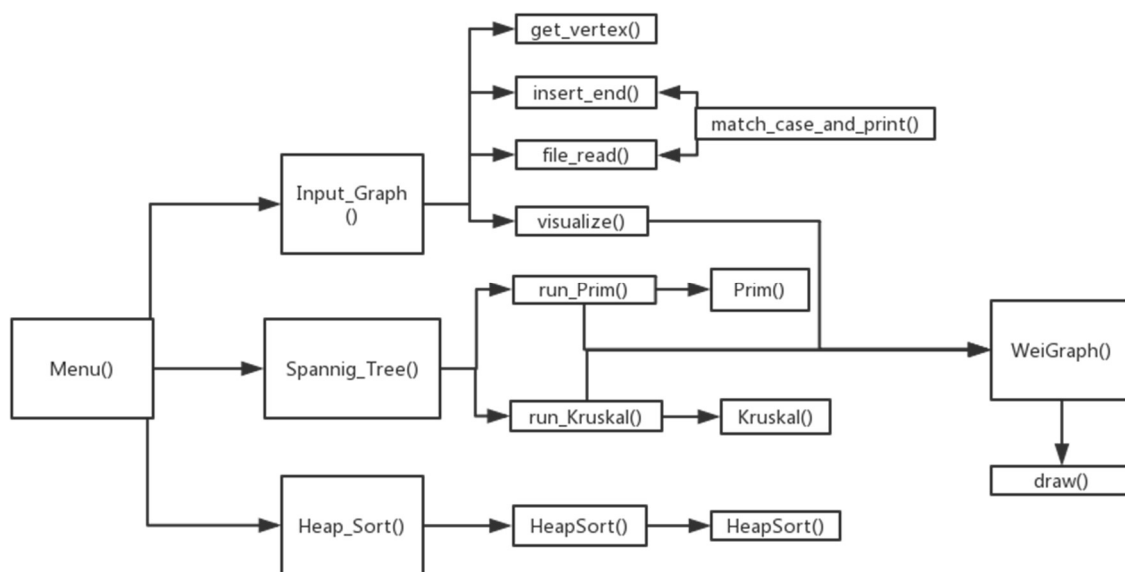 get_vertex()
insert_end()
match_case_and_print()
file_read()
Input_Graph
()
visualize()
run_Prim()
Prim()
Menu()
Spannig_Tree()
WeiGraph()
run_Kruskal()
Kruskal()
draw()
Heap_Sort()
HeapSort()
HeapSort()